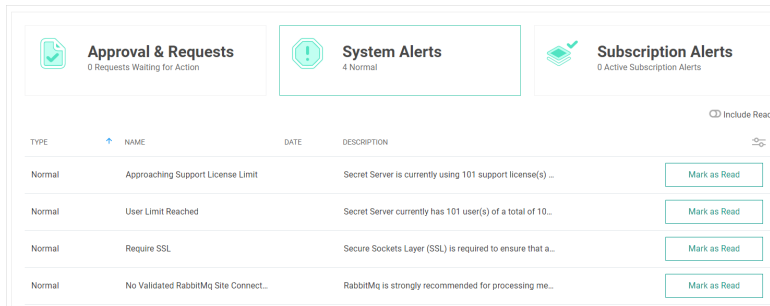 Approval & Requests
0 Requests Waiting for Action
System Alerts
4 Normal
Subscription Alerts
0 Active Subscription Alerts
Include Read
TYPE NAME DATE DESCRIPTION
Normal Approaching Support License Limit Secret Server is currently using 101 support license(s) ... Mark as Read
Normal User Limit Reached Secret Server currently has 101 user(s) of a total of 10... Mark as Read
Normal Require SSL Secure Sockets Layer (SSL) is required to ensure that a... Mark as Read
Normal No Validated RabbitMq Site Connect... RabbitMq is strongly recommended for processing me... Mark as Read